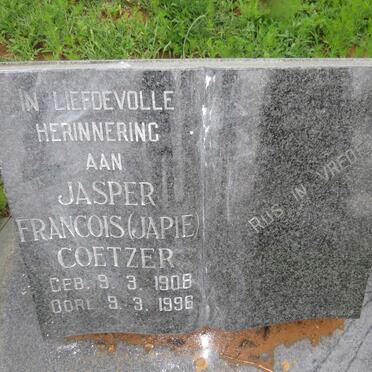 IN LIEFDEVOLLE
HERINNERING
AAN
JASPER
FRANCOIS (JAPIE)
COETZER
GEB. 9. 3. 1908
OORL 9. 3. 1996
RUS IN VREDE